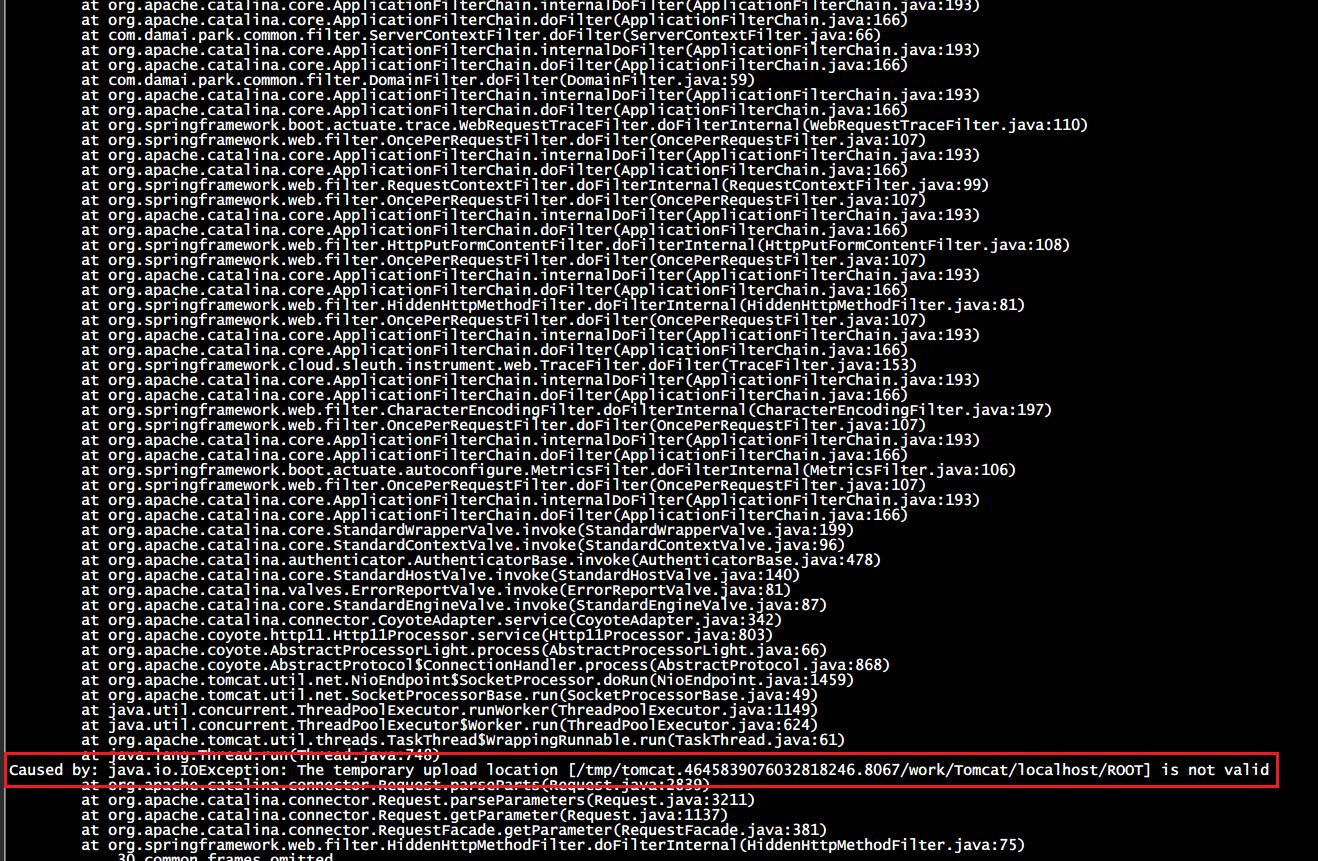 at org.apache.catalina.core.ApplicationFilterChain.internalDoFilter(ApplicationFilterChain.java:193)
at org.apache.catalina.core.ApplicationFilterChain.doFilter(ApplicationFilterChain.java:166)
at com.damai.park.common.filter.ServerContextFilter.doFilter(ServerContextFilter.java:66)
at org.apache.catalina.core.ApplicationFilterChain.internalDoFilter(ApplicationFilterChain.java:193)
at org.apache.catalina.core.ApplicationFilterChain.doFilter(ApplicationFilterChain.java:166)
at com.damai.park.common.filter.DomainFilter.doFilter(DomainFilter.java:59)
at org.apache.catalina.core.ApplicationFilterChain.internalDoFilter(ApplicationFilterChain.java:193)
at org.apache.catalina.core.ApplicationFilterChain.doFilter(ApplicationFilterChain.java:166)
at org.springframework.boot.actuate.trace.WebRequestTraceFilter.doFilterInternal(WebRequestTraceFilter.java:110)
at org.springframework.web.filter.OncePerRequestFilter.doFilter(OncePerRequestFilter.java:107)
at org.apache.catalina.core.ApplicationFilterChain.internalDoFilter(ApplicationFilterChain.java:193)
at org.apache.catalina.core.ApplicationFilterChain.doFilter(ApplicationFilterChain.java:166)
at org.springframework.web.filter.RequestContextFilter.doFilterInternal(RequestContextFilter.java:99)
at org.springframework.web.filter.OncePerRequestFilter.doFilter(OncePerRequestFilter.java:107)
at org.apache.catalina.core.ApplicationFilterChain.internalDoFilter(ApplicationFilterChain.java:193)
at org.apache.catalina.core.ApplicationFilterChain.doFilter(ApplicationFilterChain.java:166)
at org.springframework.web.filter.HttpPutFormContentFilter.doFilterInternal(HttpPutFormContentFilter.java:108)
at org.springframework.web.filter.OncePerRequestFilter.doFilter(OncePerRequestFilter.java:107)
at org.apache.catalina.core.ApplicationFilterChain.internalDoFilter(ApplicationFilterChain.java:193)
at org.apache.catalina.core.ApplicationFilterChain.doFilter(ApplicationFilterChain.java:166)
at org.springframework.web.filter.HiddenHttpMethodFilter.doFilterInternal(HiddenHttpMethodFilter.java:81)
at org.springframework.web.filter.OncePerRequestFilter.doFilter(OncePerRequestFilter.java:107)
at org.apache.catalina.core.ApplicationFilterChain.internalDoFilter(ApplicationFilterChain.java:193)
at org.apache.catalina.core.ApplicationFilterChain.doFilter(ApplicationFilterChain.java:166)
at org.springframework.cloud.sleuth.instrument.web.TraceFilter.doFilter(TraceFilter.java:153)
at org.apache.catalina.core.ApplicationFilterChain.internalDoFilter(ApplicationFilterChain.java:193)
at org.apache.catalina.core.ApplicationFilterChain.doFilter(ApplicationFilterChain.java:166)
at org.springframework.web.filter.CharacterEncodingFilter.doFilterInternal(CharacterEncodingFilter.java:197)
at org.springframework.web.filter.OncePerRequestFilter.doFilter(OncePerRequestFilter.java:107)
at org.apache.catalina.core.ApplicationFilterChain.internalDoFilter(ApplicationFilterChain.java:193)
at org.apache.catalina.core.ApplicationFilterChain.doFilter(ApplicationFilterChain.java:166)
at org.springframework.boot.actuate.autoconfigure.MetricsFilter.doFilterInternal(MetricsFilter.java:106)
at org.springframework.web.filter.OncePerRequestFilter.doFilter(OncePerRequestFilter.java:107)
at org.apache.catalina.core.ApplicationFilterChain.internalDoFilter(ApplicationFilterChain.java:193)
at org.apache.catalina.core.ApplicationFilterChain.doFilter(ApplicationFilterChain.java:166)
at org.apache.catalina.core.StandardWrapperValve.invoke(StandardWrapperValve.java:199)
at org.apache.catalina.core.StandardContextValve.invoke(StandardContextValve.java:96)
at org.apache.catalina.authenticator.AuthenticatorBase.invoke(AuthenticatorBase.java:478)
at org.apache.catalina.core.StandardHostValve.invoke(StandardHostValve.java:140)
at org.apache.catalina.valves.ErrorReportValve.invoke(ErrorReportValve.java:81)
at org.apache.catalina.core.StandardEngineValve.invoke(StandardEngineValve.java:87)
at org.apache.catalina.connector.CoyoteAdapter.service(CoyoteAdapter.java:342)
at org.apache.coyote.http11.Http11Processor.service(Http11Processor.java:803)
at org.apache.coyote.AbstractProcessorLight.process(AbstractProcessorLight.java:66)
at org.apache.coyote.AbstractProtocol$ConnectionHandler.process(AbstractProtocol.java:868)
at org.apache.tomcat.util.net.NioEndpoint$SocketProcessor.doRun(NioEndpoint.java:1459)
at org.apache.tomcat.util.net.SocketProcessorBase.run(SocketProcessorBase.java:49)
at java.util.concurrent.ThreadPoolExecutor.runWorker(ThreadPoolExecutor.java:1149)
at java.util.concurrent.ThreadPoolExecutor$Worker.run(ThreadPoolExecutor.java:624)
at org.apache.tomcat.util.threads.TaskThread$WrappingRunnable.run(TaskThread.java:61)
at java.lang.Thread.run(Thread.java:748)
Caused by: java.io.IOException: The temporary upload location [/tmp/tomcat.4645839076032818246.8067/work/Tomcat/localhost/ROOT] is not valid
at org.apache.catalina.connector.Request.parseParts(Request.java:2839)
at org.apache.catalina.connector.Request.parseParameters(Request.java:3211)
at org.apache.catalina.connector.Request.getParameter(Request.java:1137)
at org.apache.catalina.connector.RequestFacade.getParameter(RequestFacade.java:381)
at org.springframework.web.filter.HiddenHttpMethodFilter.doFilterInternal(HiddenHttpMethodFilter.java:75)
30 common frames omitted